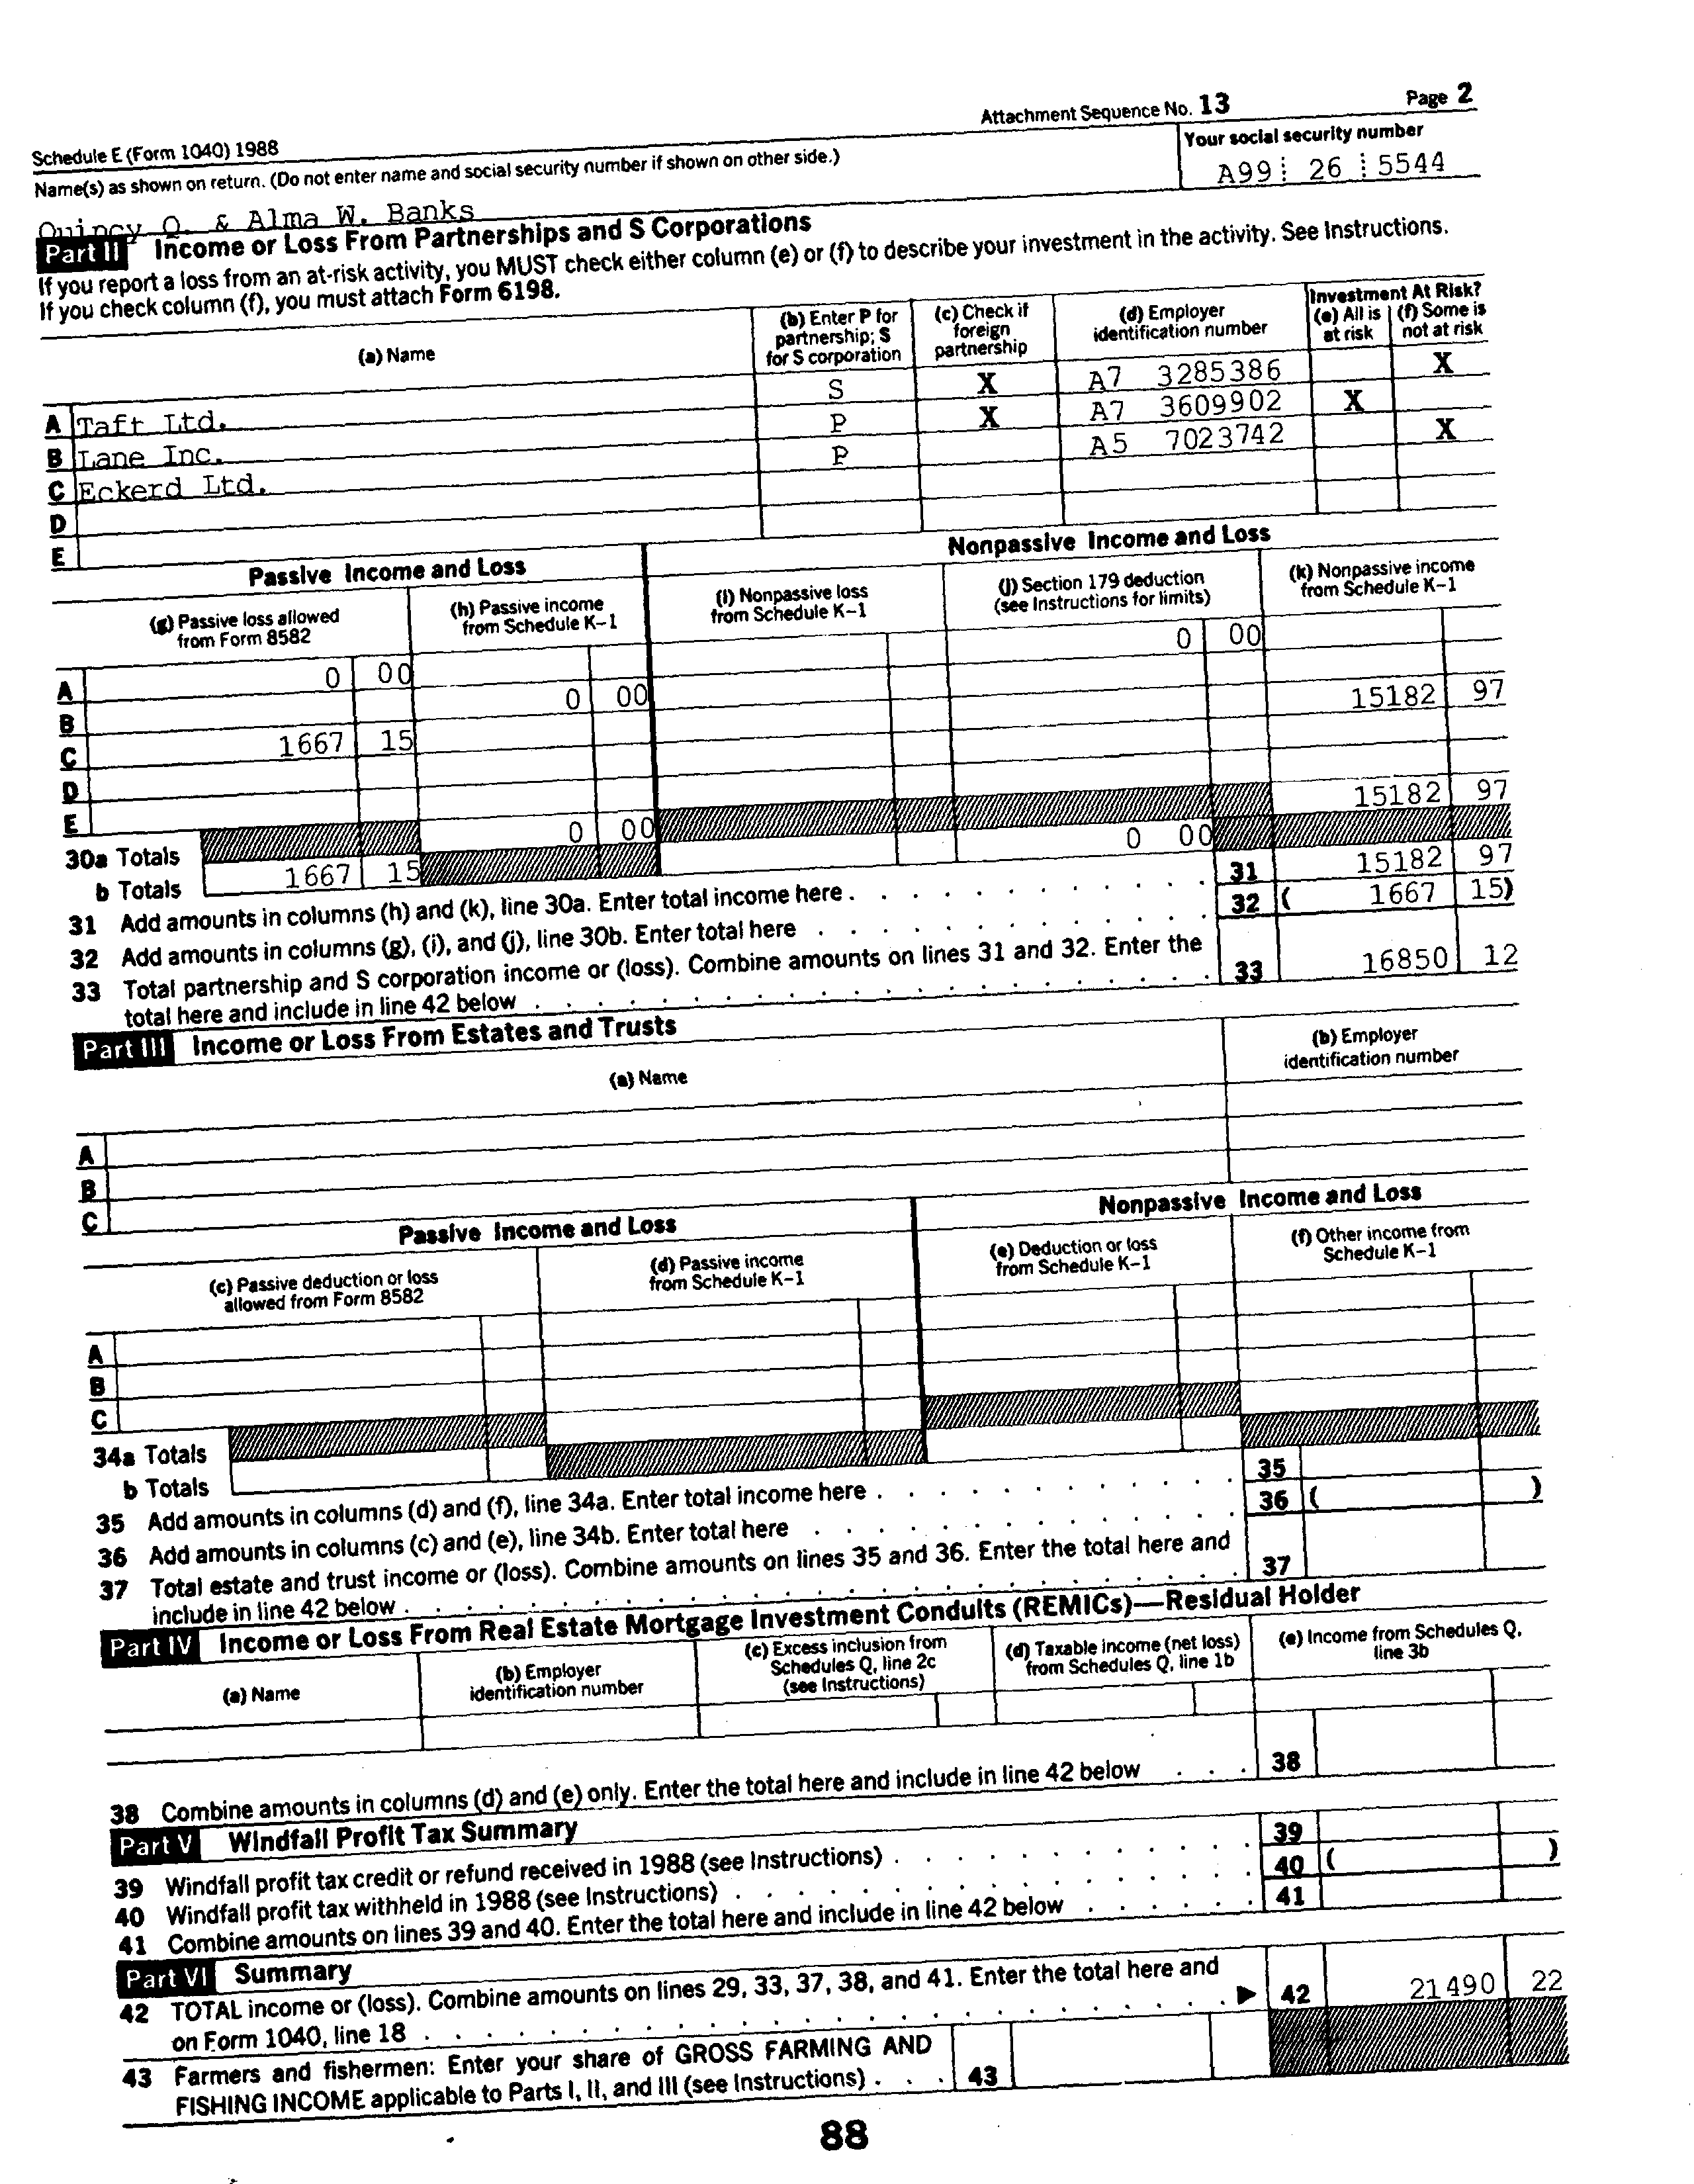 Attachment Sequence No. 13 Page 2
Schedule E (Form 1040) 1988
Name(s) as shown on return. (Do not enter name and social security number if shown on other side.) Your social security number
Quincy Q. & Alma W. Banks A99 26 5544
Part II Income or Loss From Partnerships and S Corporations
If you report a loss from an at-risk activity, you MUST check either column (e) or (f) to describe your investment in the activity. See Instructions.
If you check column (f), you must attach Form 6198.
(a) Name
(b) Enter P for partnership; S for S corporation
(c) Check if foreign partnership
(d) Employer identification number
Investment At Risk?
(e) All is at risk
(f) Some is not at risk
A Taft Ltd. S X A7 3285386 X
B Lane Inc. P X A7 3609902 X
C Eckerd Ltd. P A5 7023742 X
D
E
Passive Income and Loss Nonpassive Income and Loss
(g) Passive loss allowed from Form 8582
(h) Passive income from Schedule K-1
(i) Nonpassive loss from Schedule K-1
(j) Section 179 deduction (see Instructions for limits)
(k) Nonpassive income from Schedule K-1
A 0 00 0 00
B 0 00 15182 97
C 1667 15
D
E
30a Totals 0 00 15182 97
b Totals 1667 15 0 00
31 Add amounts in columns (h) and (k), line 30a. Enter total income here 31 15182 97
32 Add amounts in columns (g), (i), and (j), line 30b. Enter total here 32 ( 1667 15)
33 Total partnership and S corporation income or (loss). Combine amounts on lines 31 and 32. Enter the
total here and include in line 42 below 33 16850 12
Part III Income or Loss From Estates and Trusts
(a) Name
(b) Employer identification number
A
B
C
Passive Income and Loss Nonpassive Income and Loss
(c) Passive deduction or loss allowed from Form 8582
(d) Passive income from Schedule K-1
(e) Deduction or loss from Schedule K-1
(f) Other income from Schedule K-1
A
B
C
34a Totals
b Totals
35 Add amounts in columns (d) and (f), line 34a. Enter total income here 35
36 Add amounts in columns (c) and (e), line 34b. Enter total here 36 ( )
37 Total estate and trust income or (loss). Combine amounts on lines 35 and 36. Enter the total here and
include in line 42 below 37
Part IV Income or Loss From Real Estate Mortgage Investment Conduits (REMICs)—Residual Holder
(a) Name
(b) Employer identification number
(c) Excess inclusion from Schedules Q, line 2c (see Instructions)
(d) Taxable income (net loss) from Schedules Q, line 1b
(e) Income from Schedules Q, line 3b
38 Combine amounts in columns (d) and (e) only. Enter the total here and include in line 42 below 38
Part V Windfall Profit Tax Summary
39 Windfall profit tax credit or refund received in 1988 (see Instructions) 39
40 Windfall profit tax withheld in 1988 (see Instructions) 40 ( )
41 Combine amounts on lines 39 and 40. Enter the total here and include in line 42 below 41
Part VI Summary
42 TOTAL income or (loss). Combine amounts on lines 29, 33, 37, 38, and 41. Enter the total here and
on Form 1040, line 18 ► 42 21490 22
43 Farmers and fishermen: Enter your share of GROSS FARMING AND
FISHING INCOME applicable to Parts I, II, and III (see Instructions) 43
88